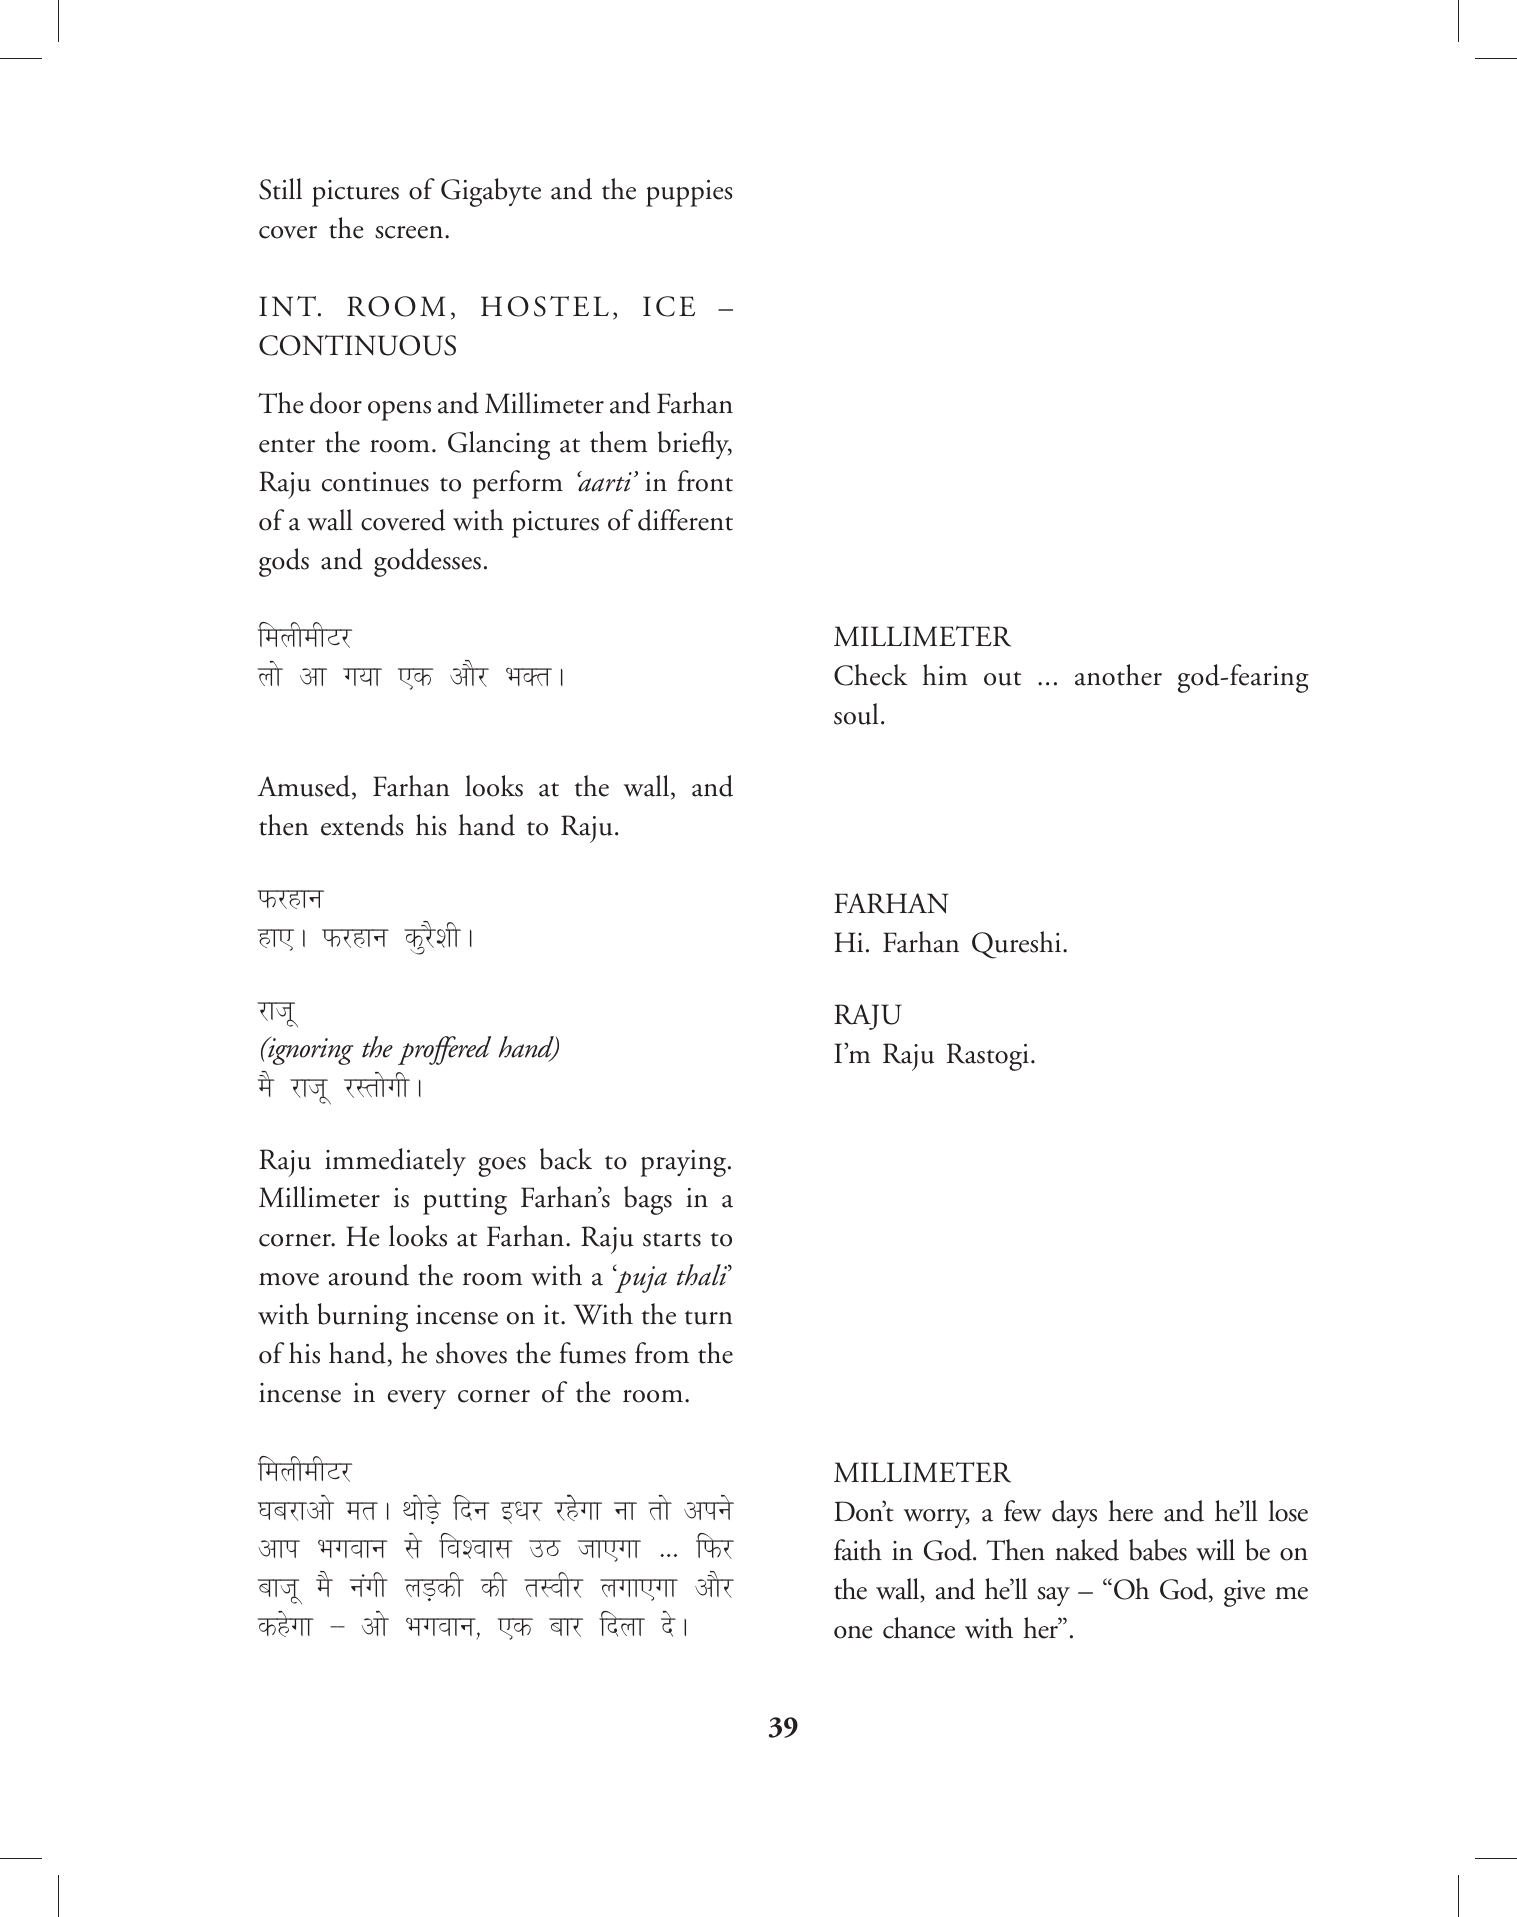 Still pictures of Gigabyte and the puppies
cover the screen.
INT. ROOM, HOSTEL, ICE –
CONTINUOUS
The door opens and Millimeter and Farhan
enter the room. Glancing at them briefly,
Raju continues to perform ‘aarti’ in front
of a wall covered with pictures of different
gods and goddesses.
मिलीमीटर
लो आ गया एक और भक्त।
MILLIMETER
Check him out ... another god-fearing
soul.
Amused, Farhan looks at the wall, and
then extends his hand to Raju.
फरहान
हाए। फरहान कुरैशी।
FARHAN
Hi. Farhan Qureshi.
राजू
(ignoring the proffered hand)
मै राजू रस्तोगी।
RAJU
I’m Raju Rastogi.
Raju immediately goes back to praying.
Millimeter is putting Farhan’s bags in a
corner. He looks at Farhan. Raju starts to
move around the room with a ‘puja thali’
with burning incense on it. With the turn
of his hand, he shoves the fumes from the
incense in every corner of the room.
मिलीमीटर
घबराओ मत। थोड़े दिन इधर रहेगा ना तो अपने
आप भगवान से विश्वास उठ जाएगा ... फिर
बाजू मै नंगी लड़की की तस्वीर लगाएगा और
कहेगा – ओ भगवान, एक बार दिला दे।
MILLIMETER
Don’t worry, a few days here and he’ll lose
faith in God. Then naked babes will be on
the wall, and he’ll say – “Oh God, give me
one chance with her”.
39